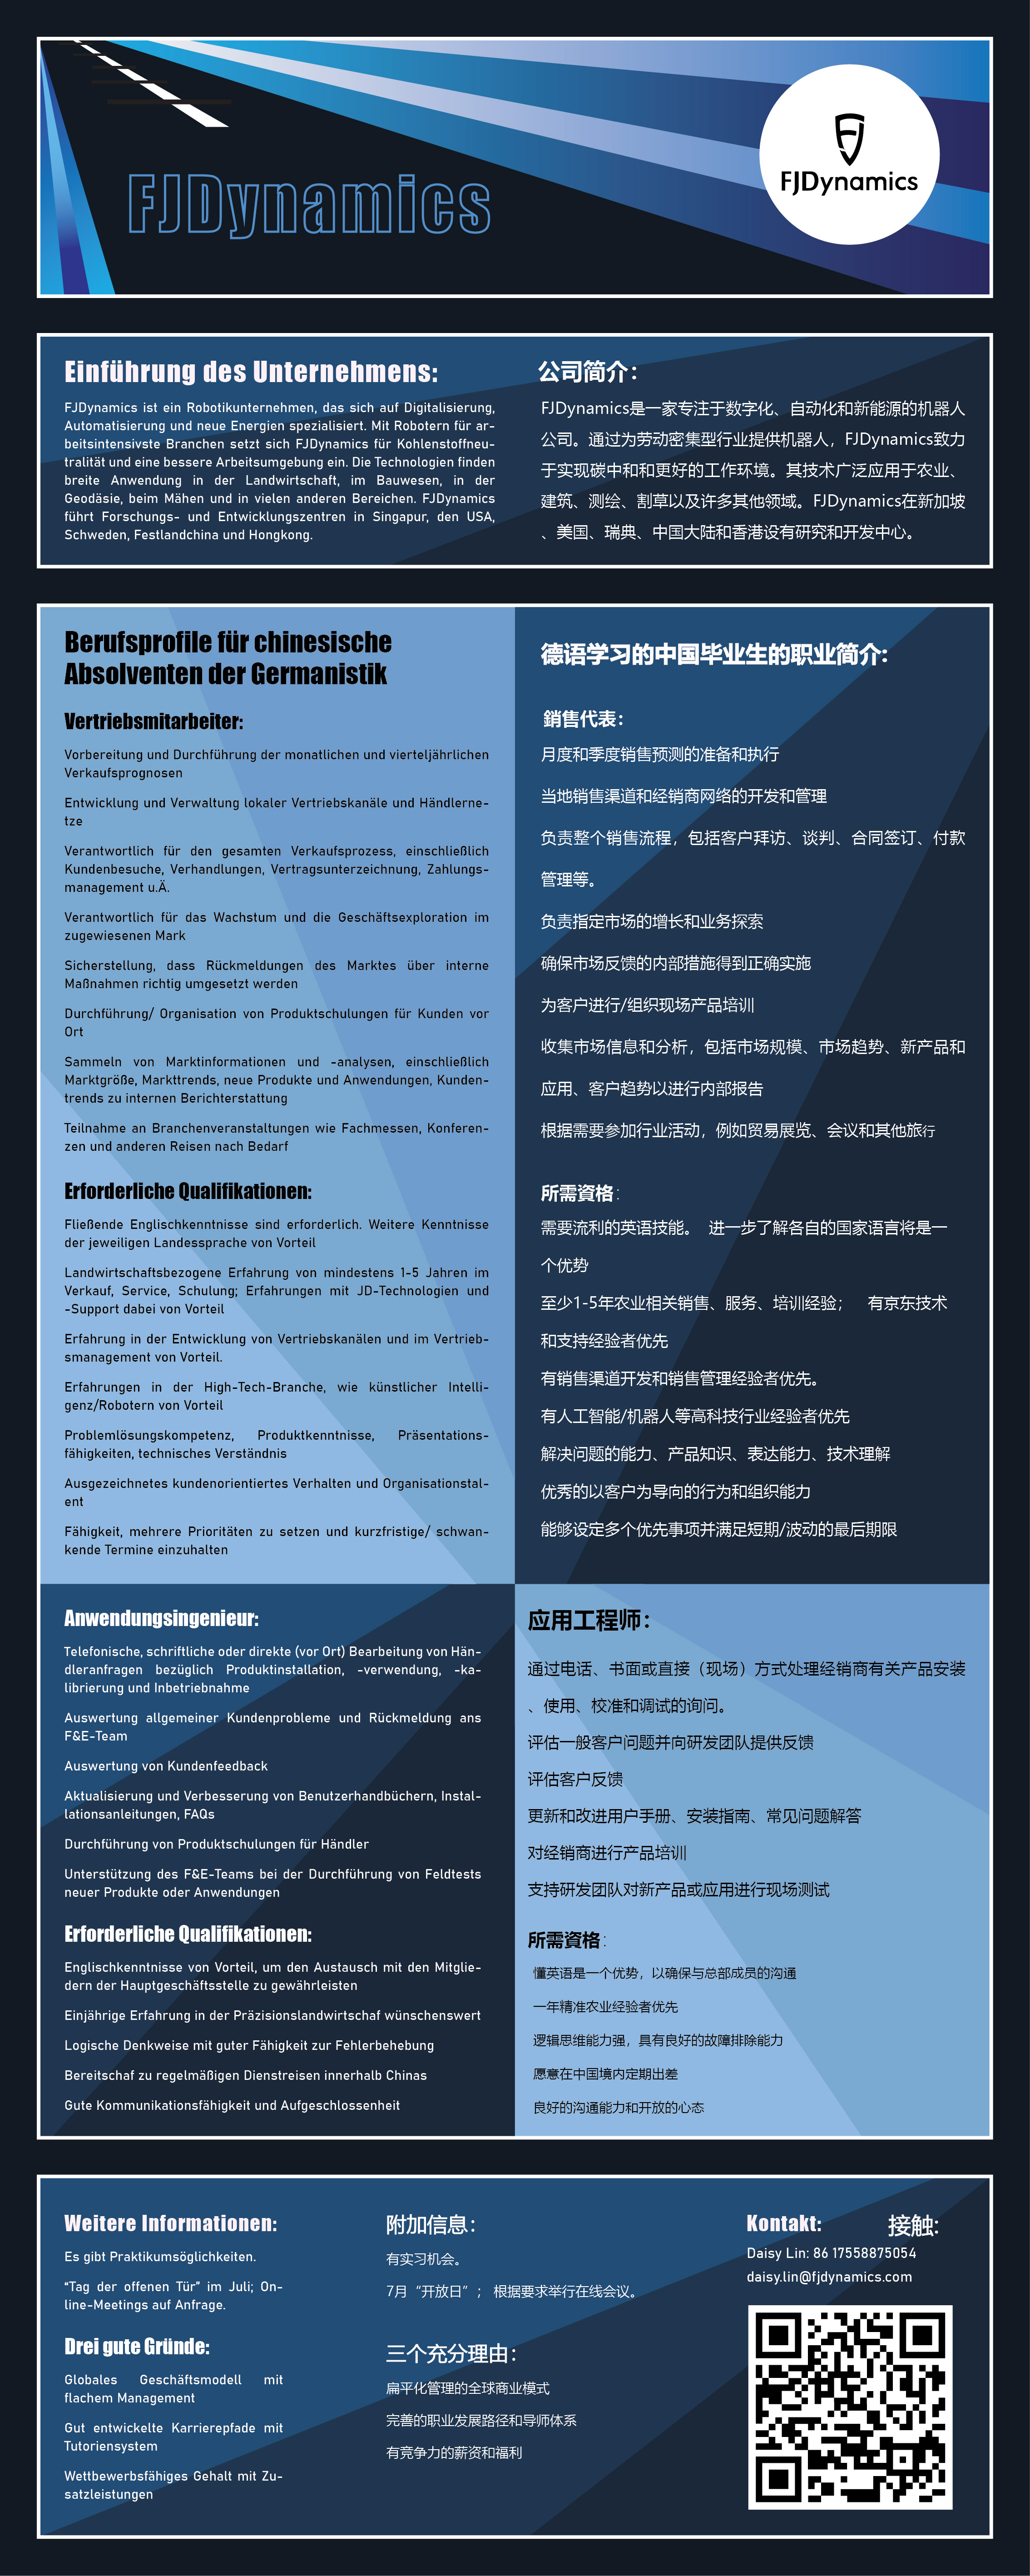 FJDynamics
FJDynamics
Einführung des Unternehmens:
FJDynamics ist ein Robotikunternehmen, das sich auf Digitalisierung,
Automatisierung und neue Energien spezialisiert. Mit Robotern für ar-
beitsintensivste Branchen setzt sich FJDynamics für Kohlenstoffneu-
tralität und eine bessere Arbeitsumgebung ein. Die Technologien finden
breite Anwendung in der Landwirtschaft, im Bauwesen, in der
Geodäsie, beim Mähen und in vielen anderen Bereichen. FJDynamics
führt Forschungs- und Entwicklungszentren in Singapur, den USA,
Schweden, Festlandchina und Hongkong.
公司简介：
FJDynamics是一家专注于数字化、自动化和新能源的机器人
公司。通过为劳动密集型行业提供机器人，FJDynamics致力
于实现碳中和和更好的工作环境。其技术广泛应用于农业、
建筑、测绘、割草以及许多其他领域。FJDynamics在新加坡
、美国、瑞典、中国大陆和香港设有研究和开发中心。
Berufsprofile für chinesische
Absolventen der Germanistik
Vertriebsmitarbeiter:
Vorbereitung und Durchführung der monatlichen und vierteljährlichen
Verkaufsprognosen
Entwicklung und Verwaltung lokaler Vertriebskanäle und Händlerne-
tze
Verantwortlich für den gesamten Verkaufsprozess, einschließlich
Kundenbesuche, Verhandlungen, Vertragsunterzeichnung, Zahlungs-
management u.Ä.
Verantwortlich für das Wachstum und die Geschäftsexploration im
zugewiesenen Mark
Sicherstellung, dass Rückmeldungen des Marktes über interne
Maßnahmen richtig umgesetzt werden
Durchführung/ Organisation von Produktschulungen für Kunden vor
Ort
Sammeln von Marktinformationen und -analysen, einschließlich
Marktgröße, Markttrends, neue Produkte und Anwendungen, Kunden-
trends zu internen Berichterstattung
Teilnahme an Branchenveranstaltungen wie Fachmessen, Konferen-
zen und anderen Reisen nach Bedarf
Erforderliche Qualifikationen:
Fließende Englischkenntnisse sind erforderlich. Weitere Kenntnisse
der jeweiligen Landessprache von Vorteil
Landwirtschaftsbezogene Erfahrung von mindestens 1-5 Jahren im
Verkauf, Service, Schulung; Erfahrungen mit JD-Technologien und
-Support dabei von Vorteil
Erfahrung in der Entwicklung von Vertriebskanälen und im Vertrieb-
smanagement von Vorteil.
Erfahrungen in der High-Tech-Branche, wie künstlicher Intelli-
genz/Robotern von Vorteil
Problemlösungskompetenz, Produktkenntnisse, Präsentations-
fähigkeiten, technisches Verständnis
Ausgezeichnetes kundenorientiertes Verhalten und Organisationstal-
ent
Fähigkeit, mehrere Prioritäten zu setzen und kurzfristige/ schwan-
kende Termine einzuhalten
德语学习的中国毕业生的职业简介:
銷售代表：
月度和季度销售预测的准备和执行
当地销售渠道和经销商网络的开发和管理
负责整个销售流程，包括客户拜访、谈判、合同签订、付款
管理等。
负责指定市场的增长和业务探索
确保市场反馈的内部措施得到正确实施
为客户进行/组织现场产品培训
收集市场信息和分析，包括市场规模、市场趋势、新产品和
应用、客户趋势以进行内部报告
根据需要参加行业活动，例如贸易展览、会议和其他旅行
所需資格：
需要流利的英语技能。 进一步了解各自的国家语言将是一
个优势
至少1-5年农业相关销售、服务、培训经验； 有京东技术
和支持经验者优先
有销售渠道开发和销售管理经验者优先。
有人工智能/机器人等高科技行业经验者优先
解决问题的能力、产品知识、表达能力、技术理解
优秀的以客户为导向的行为和组织能力
能够设定多个优先事项并满足短期/波动的最后期限
Anwendungsingenieur:
Telefonische, schriftliche oder direkte (vor Ort) Bearbeitung von Hän-
dleranfragen bezüglich Produktinstallation, -verwendung, -ka-
librierung und Inbetriebnahme
Auswertung allgemeiner Kundenprobleme und Rückmeldung ans
F&E-Team
Auswertung von Kundenfeedback
Aktualisierung und Verbesserung von Benutzerhandbüchern, Instal-
lationsanleitungen, FAQs
Durchführung von Produktschulungen für Händler
Unterstützung des F&E-Teams bei der Durchführung von Feldtests
neuer Produkte oder Anwendungen
Erforderliche Qualifikationen:
Englischkenntnisse von Vorteil, um den Austausch mit den Mitglie-
dern der Hauptgeschäftsstelle zu gewährleisten
Einjährige Erfahrung in der Präzisionslandwirtschaf wünschenswert
Logische Denkweise mit guter Fähigkeit zur Fehlerbehebung
Bereitschaf zu regelmäßigen Dienstreisen innerhalb Chinas
Gute Kommunikationsfähigkeit und Aufgeschlossenheit
应用工程师：
通过电话、书面或直接（现场）方式处理经销商有关产品安装
、使用、校准和调试的询问。
评估一般客户问题并向研发团队提供反馈
评估客户反馈
更新和改进用户手册、安装指南、常见问题解答
对经销商进行产品培训
支持研发团队对新产品或应用进行现场测试
所需資格：
懂英语是一个优势，以确保与总部成员的沟通
一年精准农业经验者优先
逻辑思维能力强，具有良好的故障排除能力
愿意在中国境内定期出差
良好的沟通能力和开放的心态
Weitere Informationen:
Es gibt Praktikumsöglichkeiten.
“Tag der offenen Tür” im Juli; On-
line-Meetings auf Anfrage.
Drei gute Gründe:
Globales Geschäftsmodell mit
flachem Management
Gut entwickelte Karrierepfade mit
Tutoriensystem
Wettbewerbsfähiges Gehalt mit Zu-
satzleistungen
附加信息：
有实习机会。
7月“开放日”； 根据要求举行在线会议。
三个充分理由：
扁平化管理的全球商业模式
完善的职业发展路径和导师体系
有竞争力的薪资和福利
Kontakt: 接触:
Daisy Lin: 86 17558875054
daisy.lin@fjdynamics.com